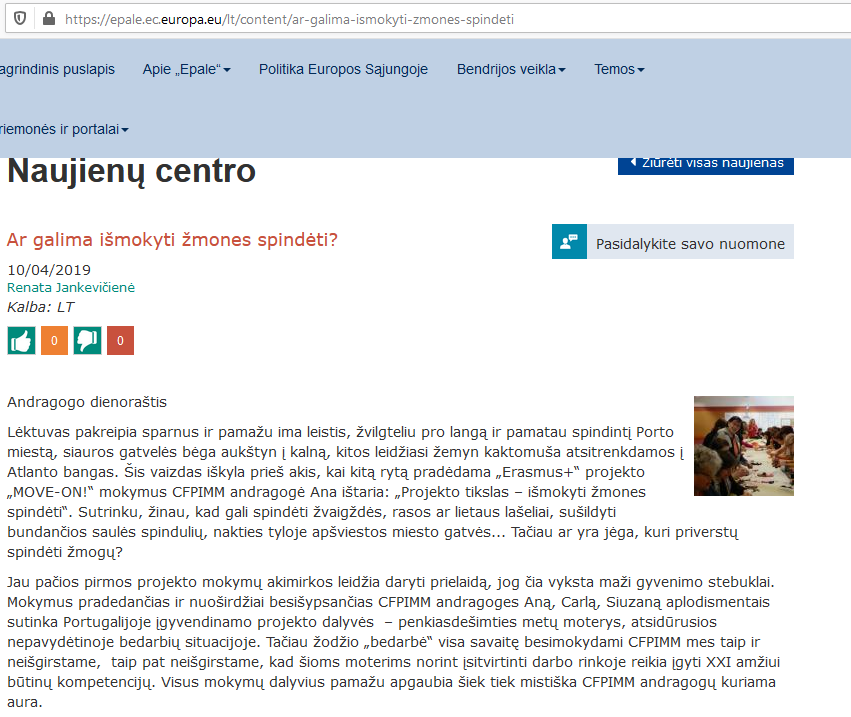 https://epale.ec.europa.eu/lt/content/ar-galima-ismokyti-zmones-spindeti
agrindinis puslapis Apie „Epale“ Politika Europos Sąjungoje Bendrijos veikla Temos
riemonės ir portalai
Naujienų centro
Žiūrėti visas naujienas
Ar galima išmokyti žmones spindėti?
Pasidalykite savo nuomone
10/04/2019
Renata Jankevičienė
Kalba: LT
0 0
Andragogo dienoraštis
Lėktuvas pakreipia sparnus ir pamažu ima leistis, žvilgteliu pro langą ir pamatau spindintį Porto
miestą, siauros gatvelės bėga aukštyn į kalną, kitos leidžiasi žemyn kaktomuša atsitrenkdamos į
Atlanto bangas. Šis vaizdas iškyla prieš akis, kai kitą rytą pradėdama „Erasmus+“ projekto
„MOVE-ON!“ mokymus CFPIMM andragogė Ana ištaria: „Projekto tikslas – išmokyti žmones
spindėti“. Sutrinku, žinau, kad gali spindėti žvaigždės, rasos ar lietaus lašeliai, sušildyti
bundančios saulės spindulių, nakties tyloje apšviestos miesto gatvės... Tačiau ar yra jėga, kuri priverstų
spindėti žmogų?
Jau pačios pirmos projekto mokymų akimirkos leidžia daryti prielaidą, jog čia vyksta maži gyvenimo stebuklai.
Mokymus pradedančias ir nuoširdžiai besišypsančias CFPIMM andragoges Aną, Carlą, Siuzaną aplodismentais
sutinka Portugalijoje įgyvendinamo projekto dalyvės – penkiasdešimties metų moterys, atsidūrusios
nepavydėtinoje bedarbių situacijoje. Tačiau žodžio „bedarbė“ visa savaitę besimokydami CFPIMM mes taip ir
neišgirstame, taip pat neišgirstame, kad šioms moterims norint įsitvirtinti darbo rinkoje reikia įgyti XXI amžiui
būtinų kompetencijų. Visus mokymų dalyvius pamažu apgaubia šiek tiek mistiška CFPIMM andragogų kuriama
aura.